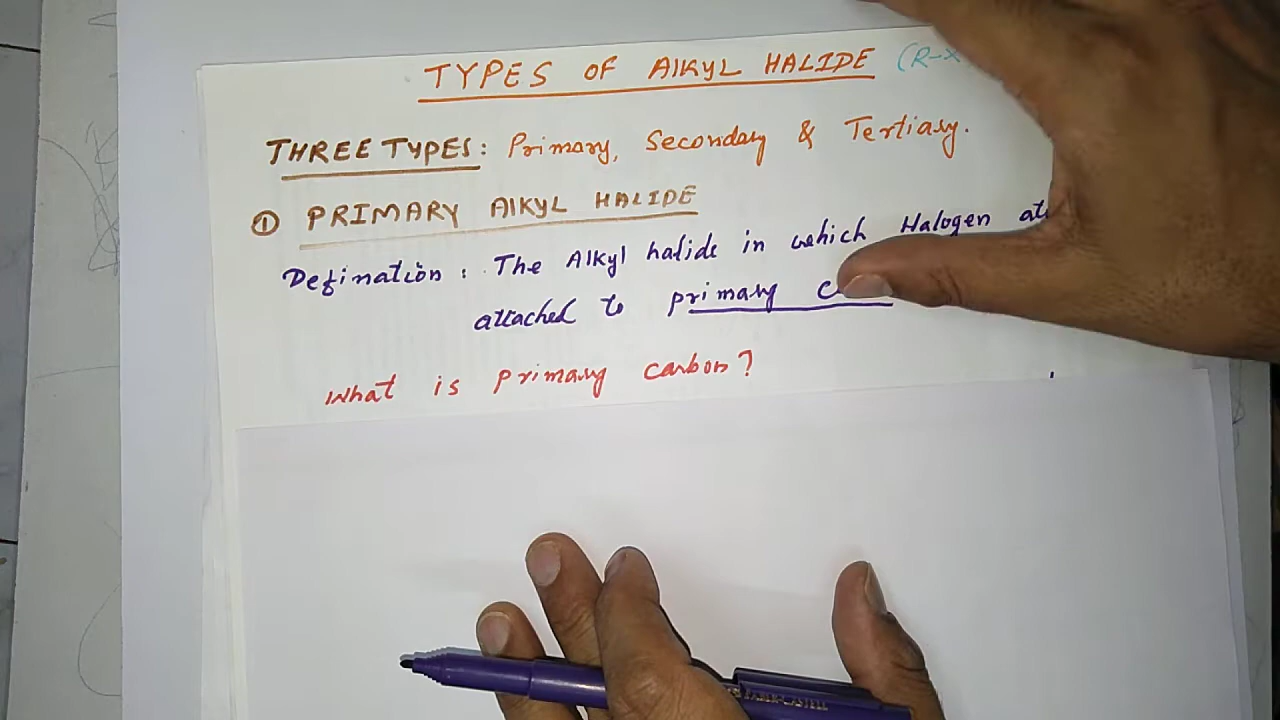 TYPES OF AlKYL HALIDE (R-X
THREE TYPES: Primary, Secondary & Tertiary.
① PRIMARY AlKYL HALIDE
Defination: The Alkyl halide in which Halogen
attached to primary
What is primary carbon?